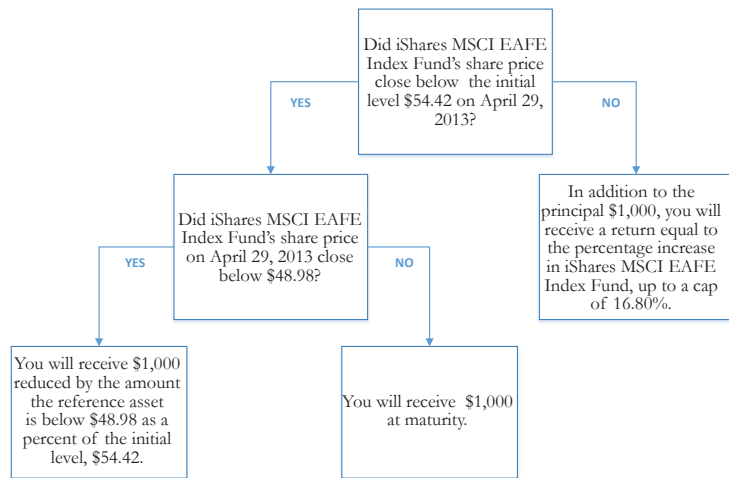 Did iShares MSCI EAFE
Index Fund's share price
close below the initial
level $54.42 on April 29,
2013?
YES
NO
Did iShares MSCI EAFE
Index Fund's share price
on April 29, 2013 close
below $48.98?
In addition to the
principal $1,000, you will
receive a return equal to
the percentage increase
in iShares MSCI EAFE
Index Fund, up to a cap
of 16.80%.
YES
NO
You will receive $1,000
reduced by the amount
the reference asset
is below $48.98 as a
percent of the initial
level, $54.42.
You will receive $1,000
at maturity.